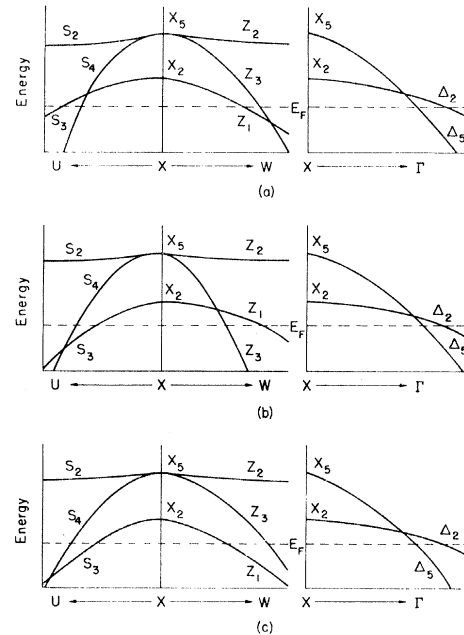 Energy
S2
S4
S3
X5
X2
Z2
Z3
Z1
EF
X5
X2
Δ2
Δ5
U X W
X Γ
(a)
Energy
S2
S4
S3
X5
X2
Z2
Z1
Z3
EF
X5
X2
Δ2
Δ5
U X W
X Γ
(b)
Energy
S2
S4
S3
X5
X2
Z2
Z3
Z1
EF
X5
X2
Δ2
Δ5
U X W
X Γ
(c)